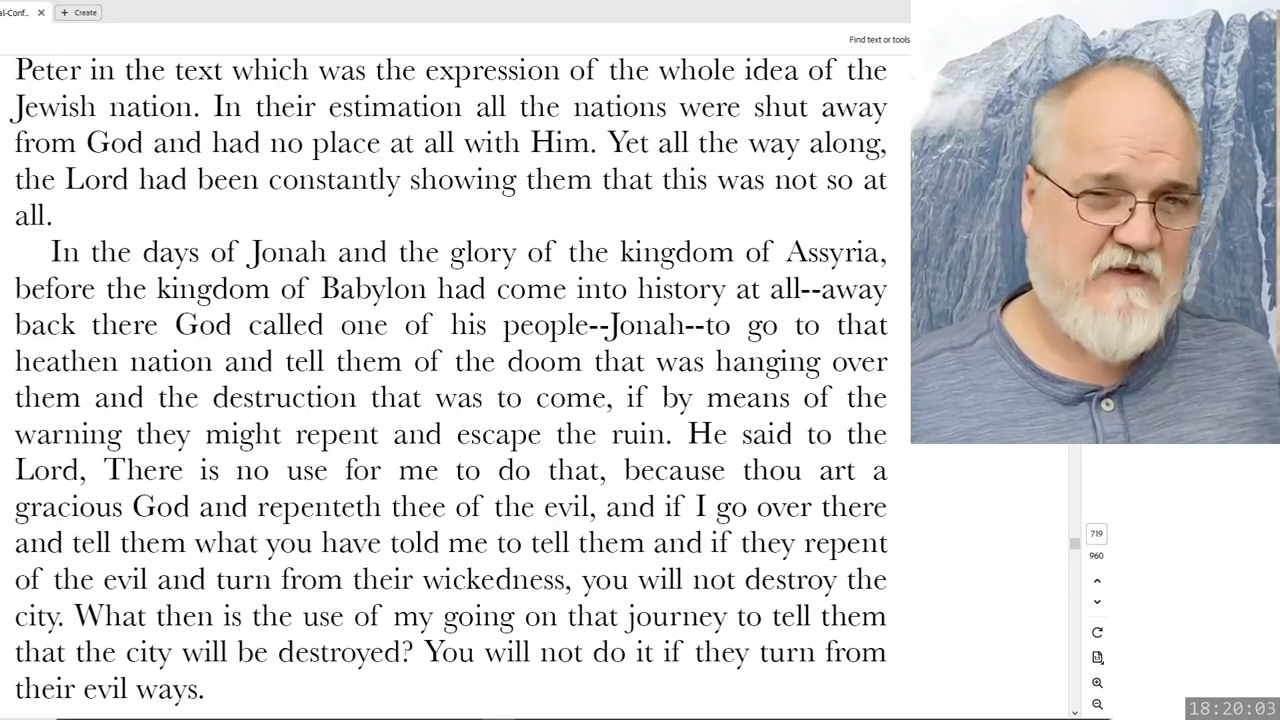 al-Conf...
Create
Find text or tools
Peter in the text which was the expression of the whole idea of the
Jewish nation. In their estimation all the nations were shut away
from God and had no place at all with Him. Yet all the way along,
the Lord had been constantly showing them that this was not so at
all.
In the days of Jonah and the glory of the kingdom of Assyria,
before the kingdom of Babylon had come into history at all--away
back there God called one of his people--Jonah--to go to that
heathen nation and tell them of the doom that was hanging over
them and the destruction that was to come, if by means of the
warning they might repent and escape the ruin. He said to the
Lord, There is no use for me to do that, because thou art a
gracious God and repenteth thee of the evil, and if I go over there
and tell them what you have told me to tell them and if they repent
of the evil and turn from their wickedness, you will not destroy the
city. What then is the use of my going on that journey to tell them
that the city will be destroyed? You will not do it if they turn from
their evil ways.
719
960
18:20:03